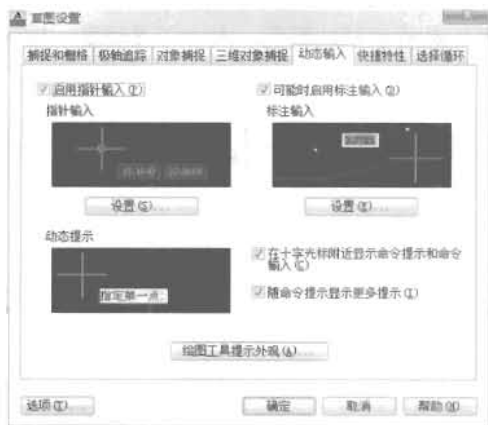 草图设置
捕捉和栅格 极轴追踪 对象捕捉 三维对象捕捉 动态输入 快捷特性 选择循环
启用指针输入(P) 可能时启用标注输入(D)
指针输入 标注输入
设置(S)... 设置(E)...
动态提示
在十字光标附近显示命令提示和命令
输入(C)
指定第一点:
随命令提示显示更多提示(I)
绘图工具提示外观(A)...
选项(T)... 确定 取消 帮助(H)